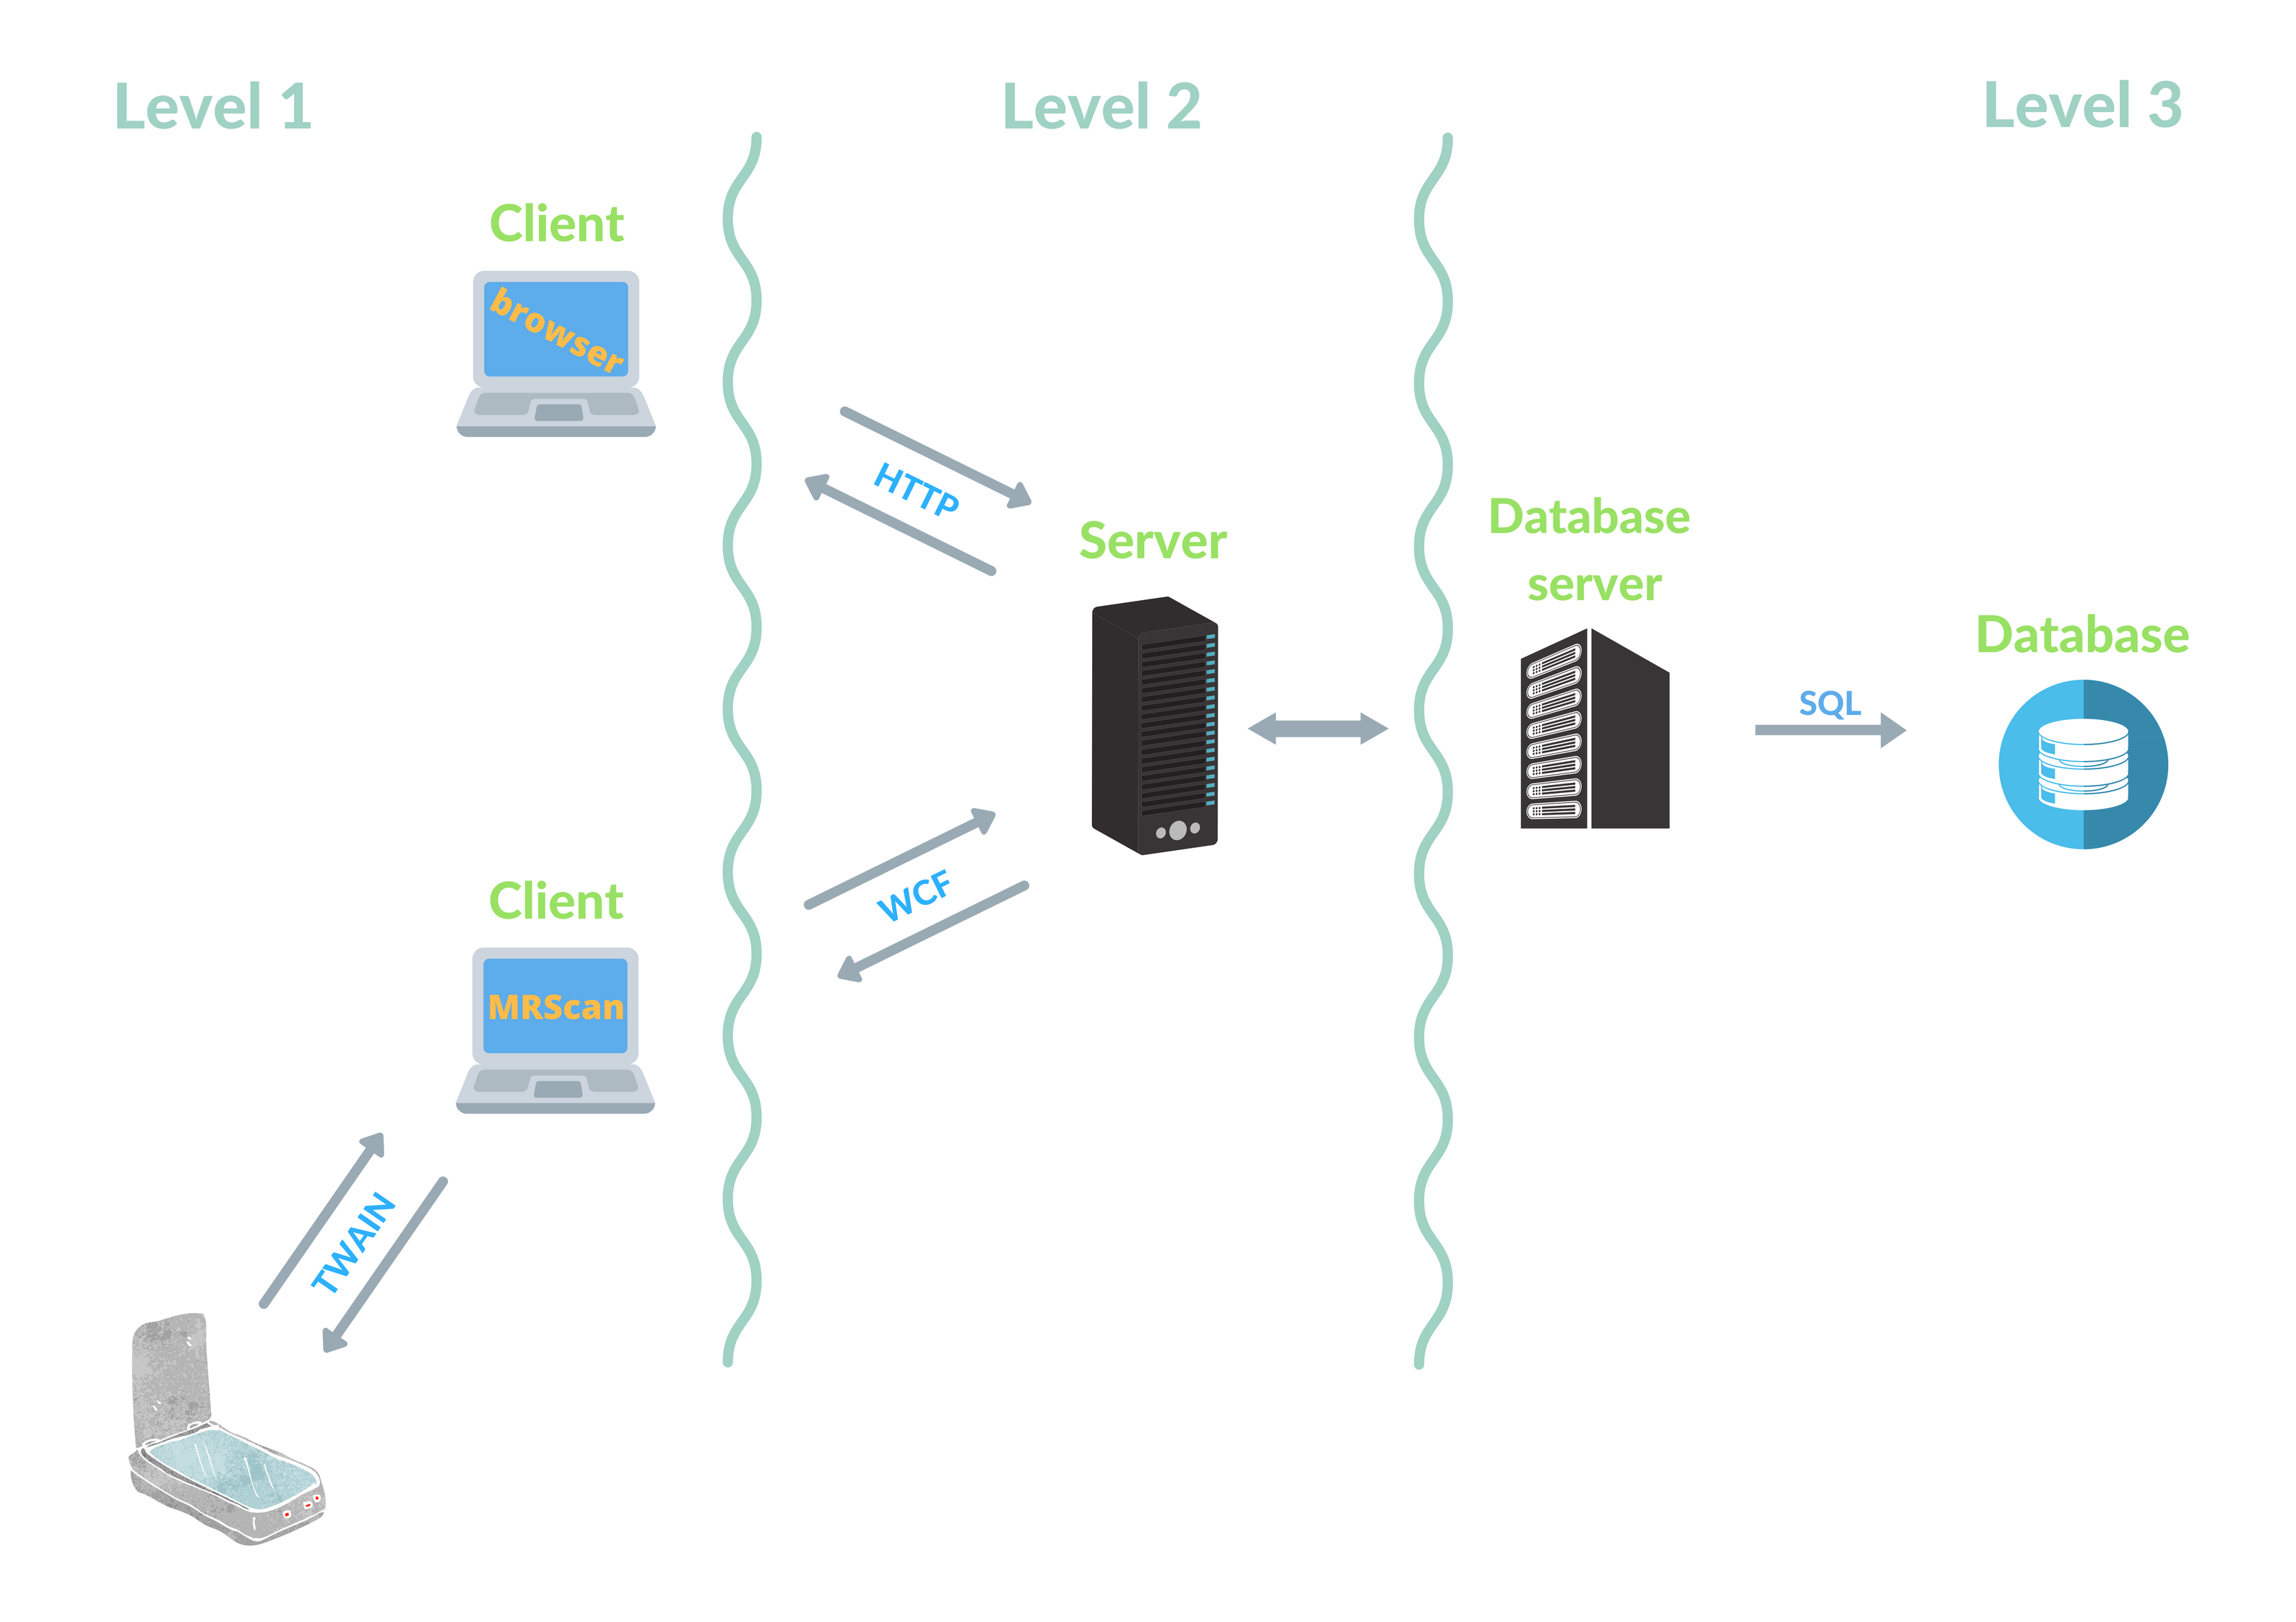 Level 1
Level 2
Level 3
Client
browser
HTTP
Server
Database
server
Database
SQL
Client
WCF
MRScan
TWAIN